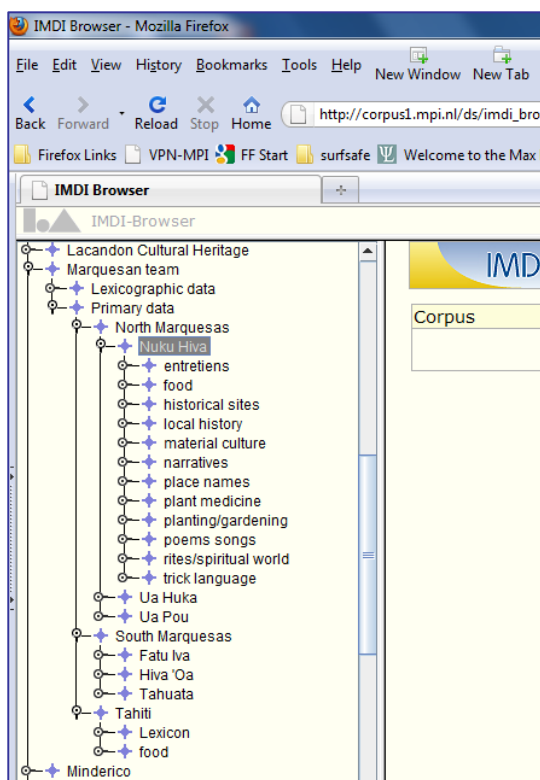 IMDI Browser - Mozilla Firefox
File Edit View History Bookmarks Tools Help New Window New Tab
Back Forward Reload Stop Home http://corpus1.mpi.nl/ds/imdi_bro
Firefox Links VPN-MPI FF Start surfsafe Welcome to the Max
IMDI Browser
IMDI-Browser
Lacandon Cultural Heritage
Marquesan team
Lexicographic data
Primary data
North Marquesas
Nuku Hiva
entretiens
food
historical sites
local history
material culture
narratives
place names
plant medicine
planting/gardening
poems songs
rites/spiritual world
trick language
Ua Huka
Ua Pou
South Marquesas
Fatu Iva
Hiva 'Oa
Tahuata
Tahiti
Lexicon
food
Minderico
IMD
Corpus